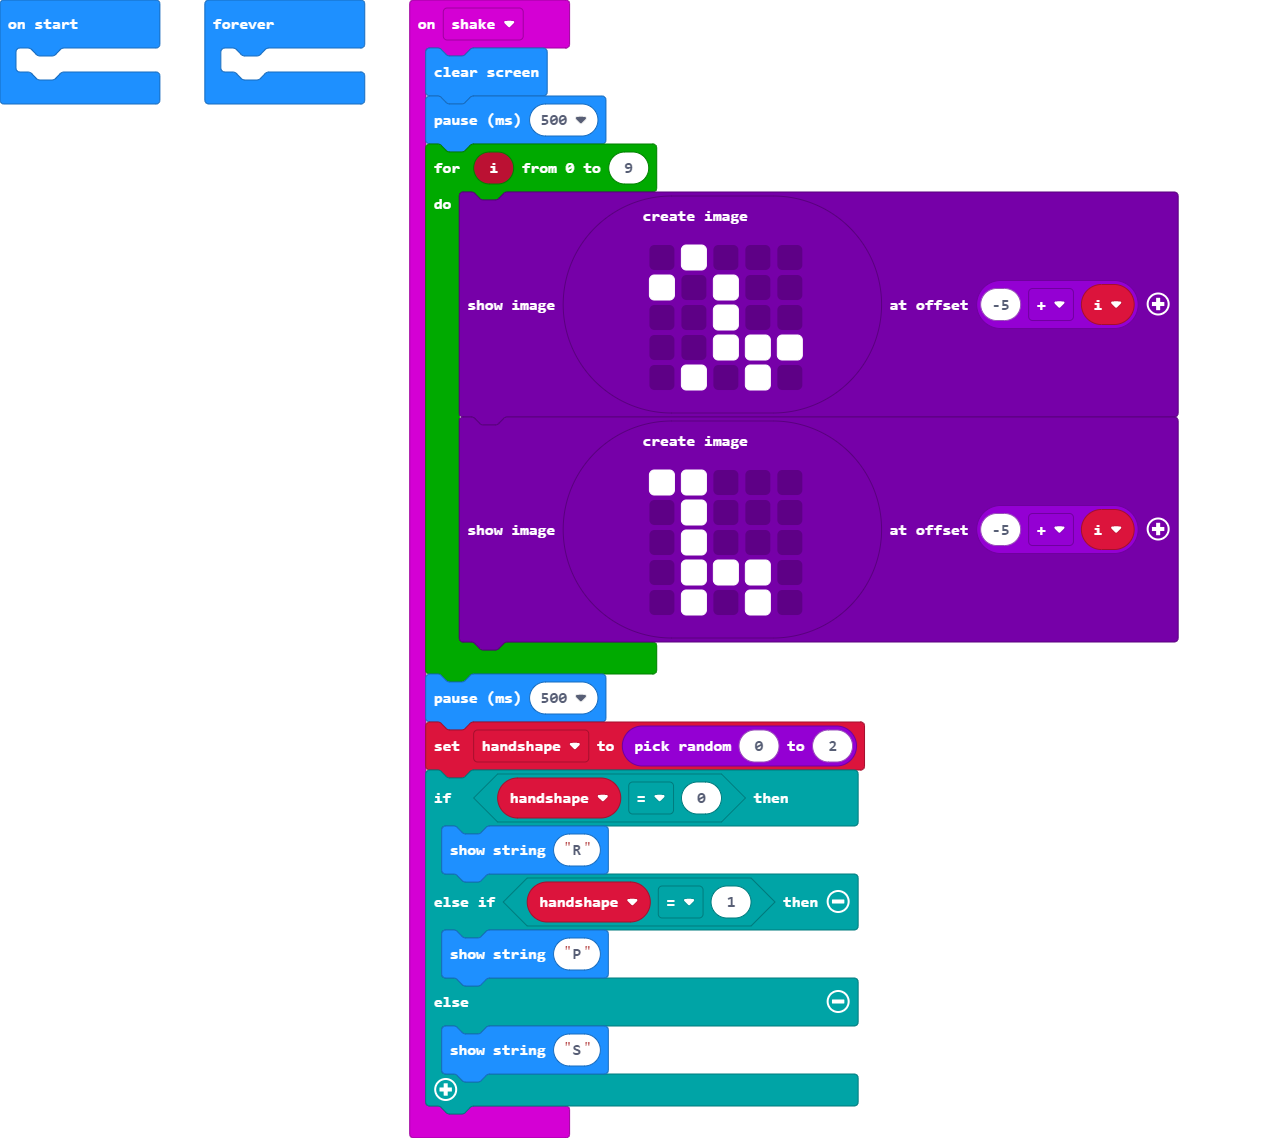 on start
forever
on shake
clear screen
pause (ms) 500
for i from 0 to 9
do
create image
show image at offset -5 + i
create image
show image at offset -5 + i
pause (ms) 500
set handshape to pick random 0 to 2
if handshape = 0 then
show string "R"
else if handshape = 1 then
show string "P"
else
show string "S"